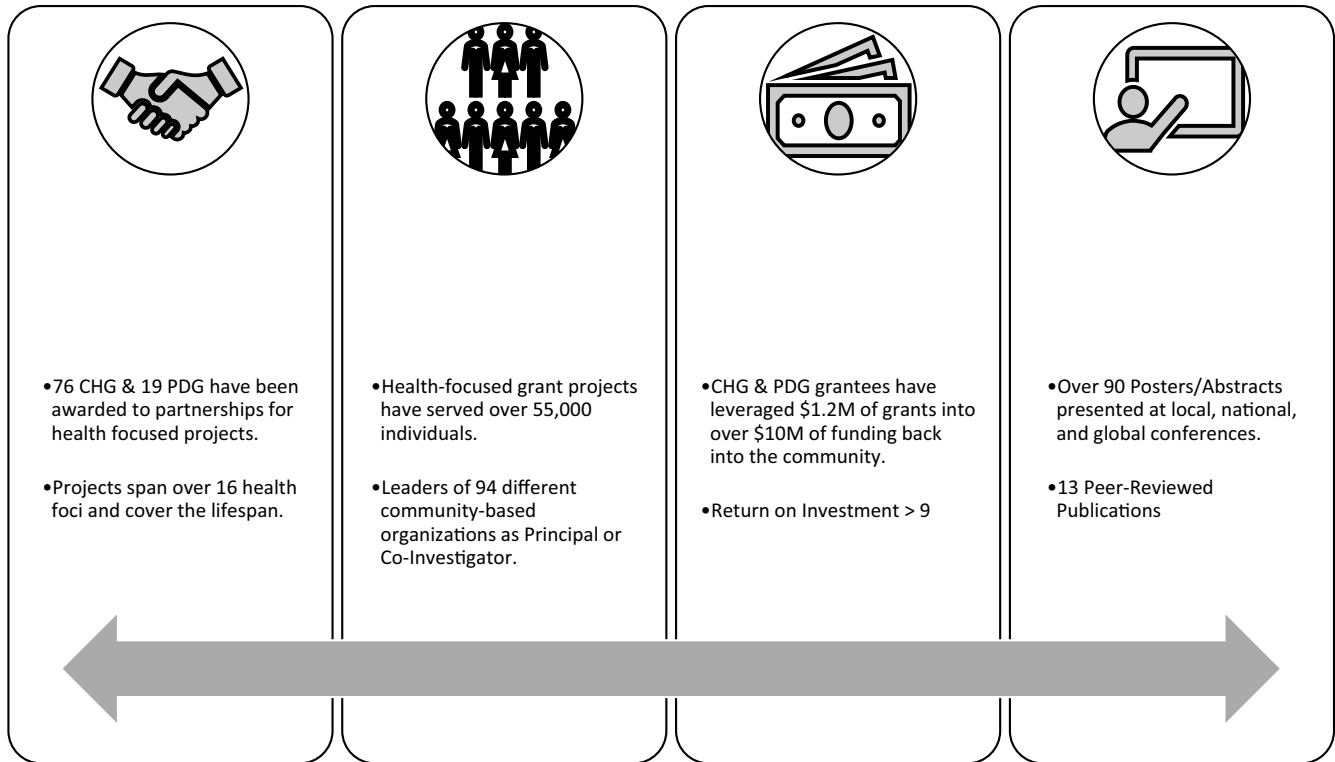 •76 CHG & 19 PDG have been
awarded to partnerships for
health focused projects.
•Projects span over 16 health
foci and cover the lifespan.
•Health-focused grant projects
have served over 55,000
individuals.
•Leaders of 94 different
community-based
organizations as Principal or
Co-Investigator.
•CHG & PDG grantees have
leveraged $1.2M of grants into
over $10M of funding back
into the community.
•Return on Investment > 9
•Over 90 Posters/Abstracts
presented at local, national,
and global conferences.
•13 Peer-Reviewed
Publications